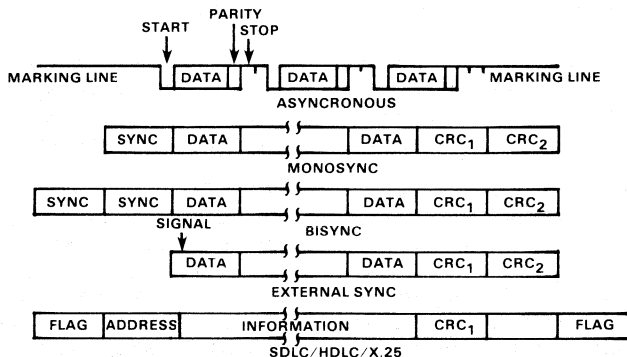 PARITY
START STOP
MARKING LINE DATA DATA DATA MARKING LINE
ASYNCRONOUS
SYNC DATA DATA CRC1 CRC2
MONOSYNC
SYNC SYNC DATA DATA CRC1 CRC2
SIGNAL BISYNC
DATA DATA CRC1 CRC2
EXTERNAL SYNC
FLAG ADDRESS INFORMATION CRC1 FLAG
SDLC/HDLC/X.25